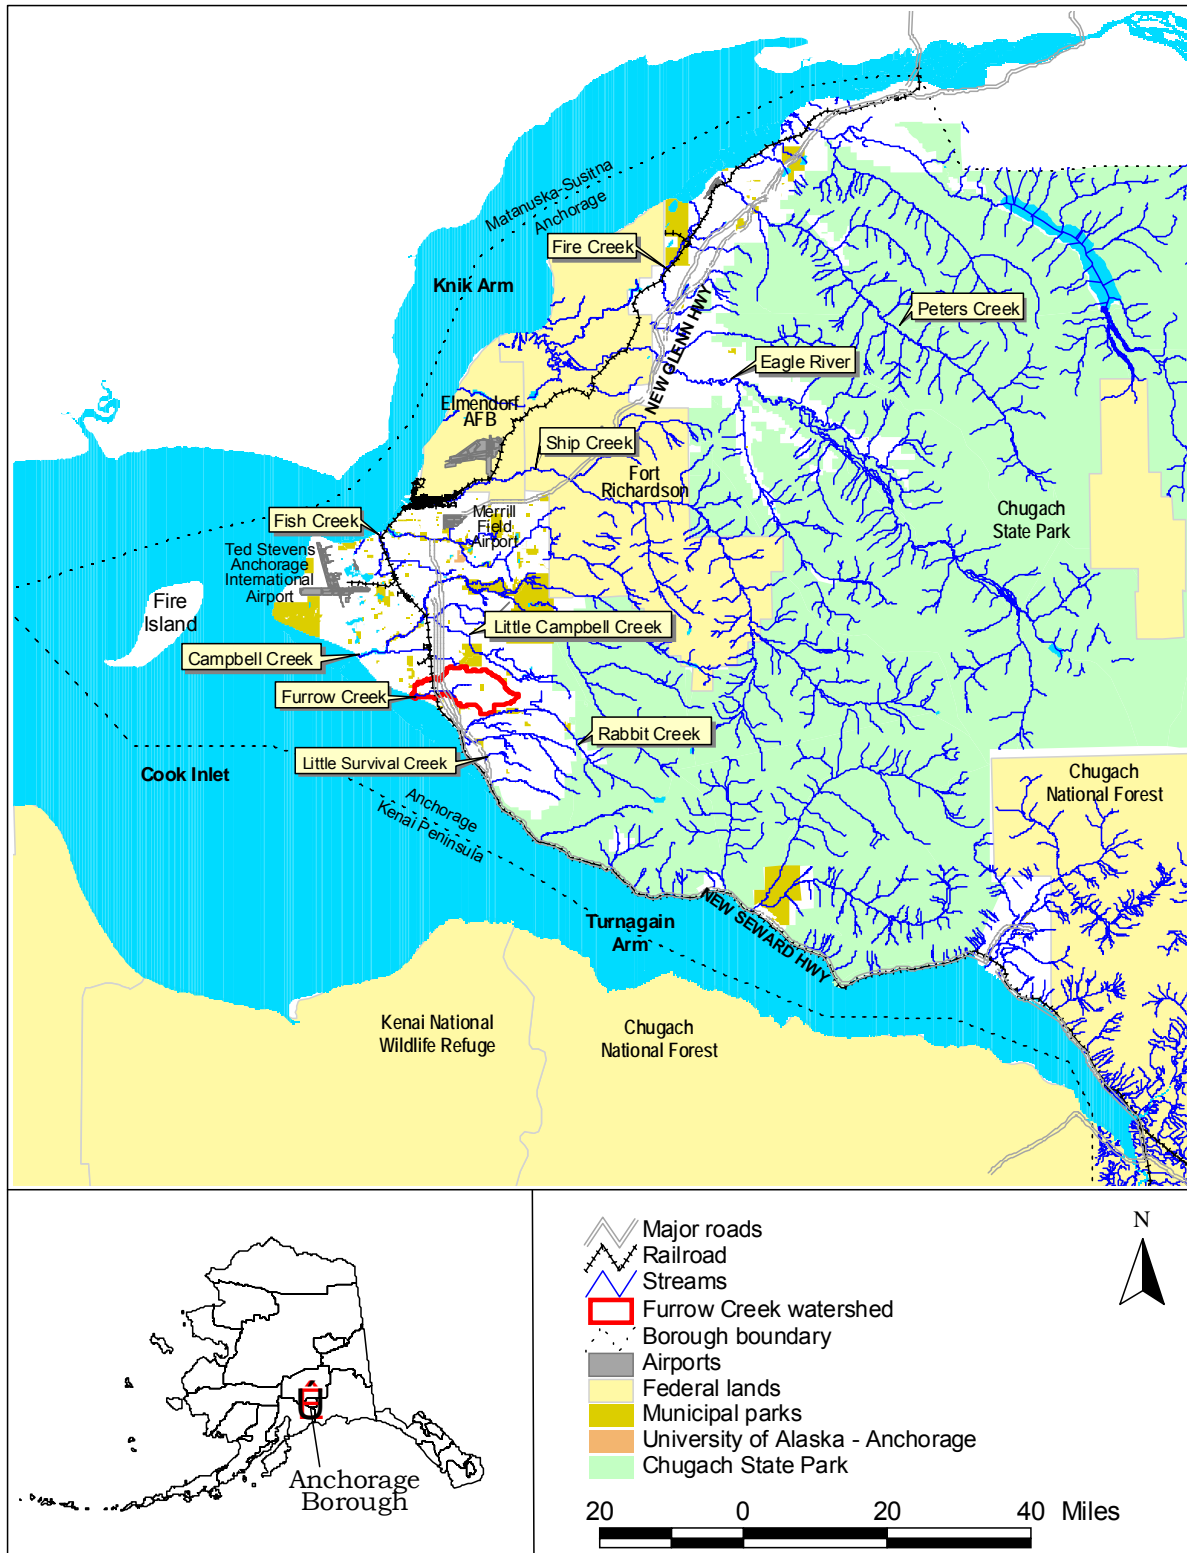 Matanuska-Susitna
Anchorage
Fire Creek
Knik Arm
NEW GLENN HWY
Peters Creek
Eagle River
Elmendorf
AFB
Ship Creek
Fort
Richardson
Chugach
State Park
Merrill
Field
Airport
Fish Creek
Ted Stevens
Anchorage
International
Airport
Fire
Island
Little Campbell Creek
Campbell Creek
Furrow Creek
Rabbit Creek
Little Survival Creek
Cook Inlet
Anchorage
Kenai Peninsula
Chugach
National Forest
NEW SEWARD HWY
Turnagain
Arm
Kenai National
Wildlife Refuge
Chugach
National Forest
Anchorage
Borough
Major roads
Railroad
Streams
Furrow Creek watershed
Borough boundary
Airports
Federal lands
Municipal parks
University of Alaska - Anchorage
Chugach State Park
N
20 0 20 40 Miles